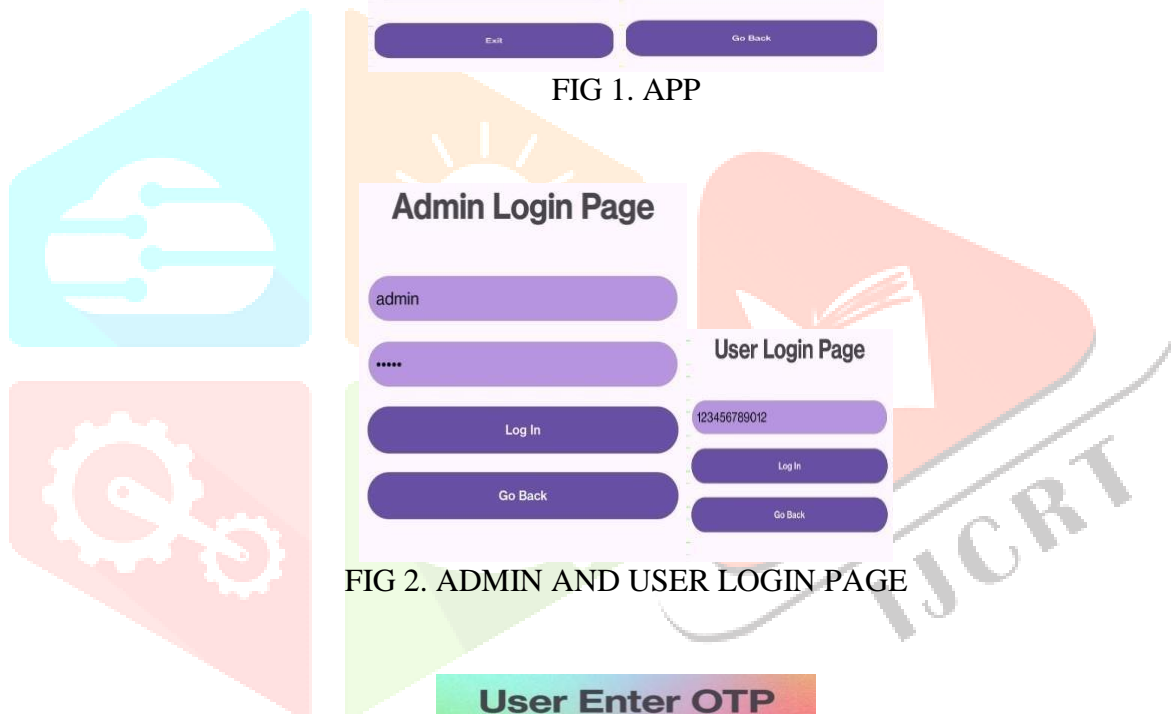 Exit Go Back
FIG 1. APP
Admin Login Page
admin
•••••
Log In
Go Back
User Login Page
123456789012
Log In
Go Back
FIG 2. ADMIN AND USER LOGIN PAGE
IJCRT
User Enter OTP